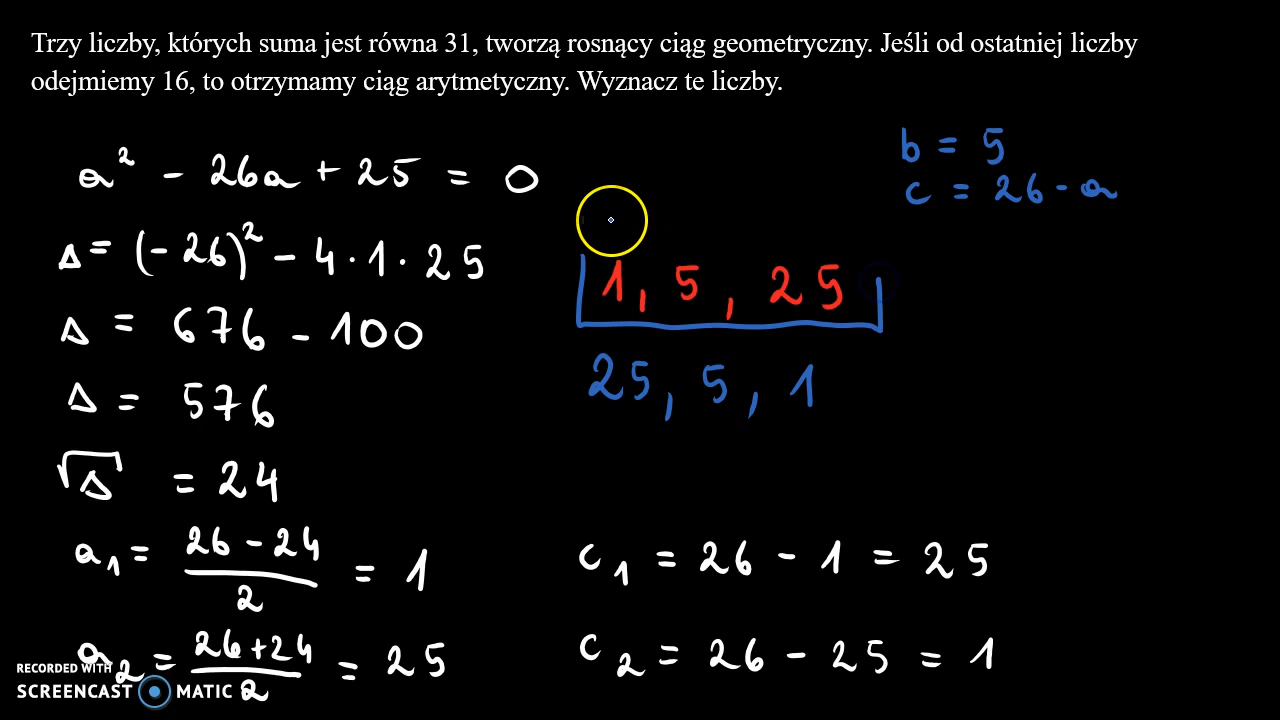 Trzy liczby, których suma jest równa 31, tworzą rosnący ciąg geometryczny. Jeśli od ostatniej liczby
odejmiemy 16, to otrzymamy ciąg arytmetyczny. Wyznacz te liczby.
b = 5
c = 26 - a
a² - 26a + 25 = 0
Δ = (-26)² - 4 · 1 · 25
1, 5, 25
Δ = 676 - 100
25, 5, 1
Δ = 576
√Δ = 24
a₁ = (26 - 24)/2 = 1
c₁ = 26 - 1 = 25
a₂ = (26 + 24)/2 = 25
c₂ = 26 - 25 = 1
RECORDED WITH
SCREENCAST MATIC